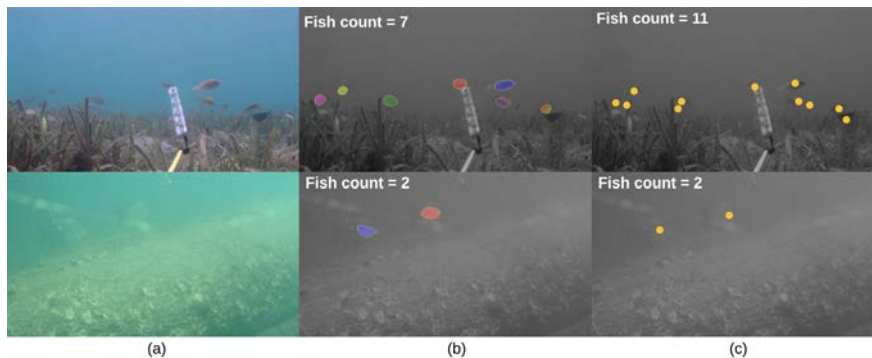 Fish count = 7
Fish count = 11
Fish count = 2
Fish count = 2
(a)
(b)
(c)